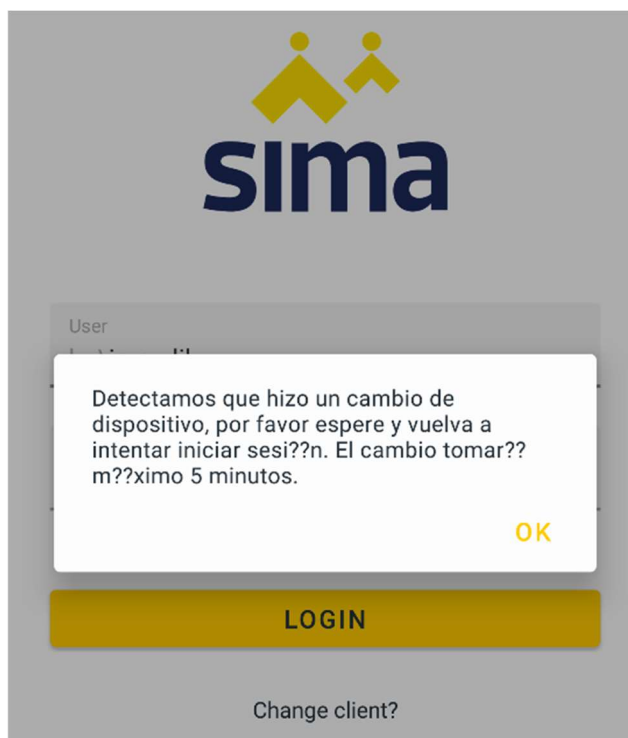 sima
User
Detectamos que hizo un cambio de
dispositivo, por favor espere y vuelva a
intentar iniciar sesi??n. El cambio tomar??
m??ximo 5 minutos.
OK
LOGIN
Change client?